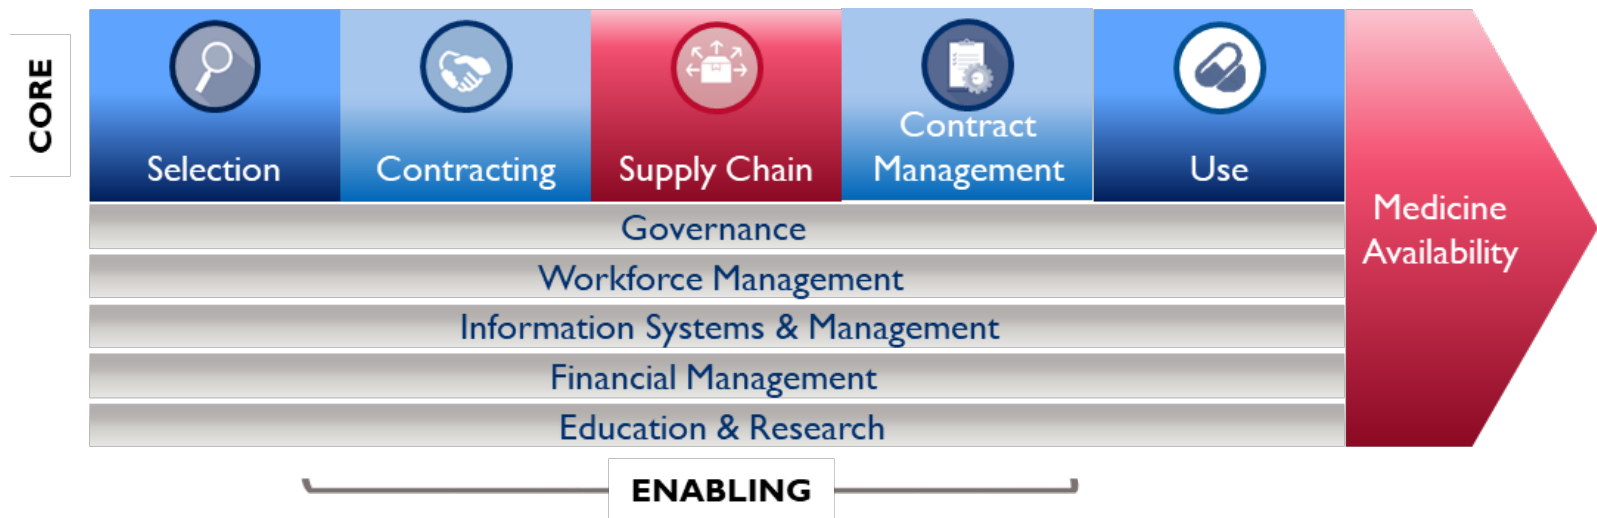 CORE
Selection
Contracting
Supply Chain
Contract
Management
Use
Medicine
Availability
Governance
Workforce Management
Information Systems & Management
Financial Management
Education & Research
ENABLING